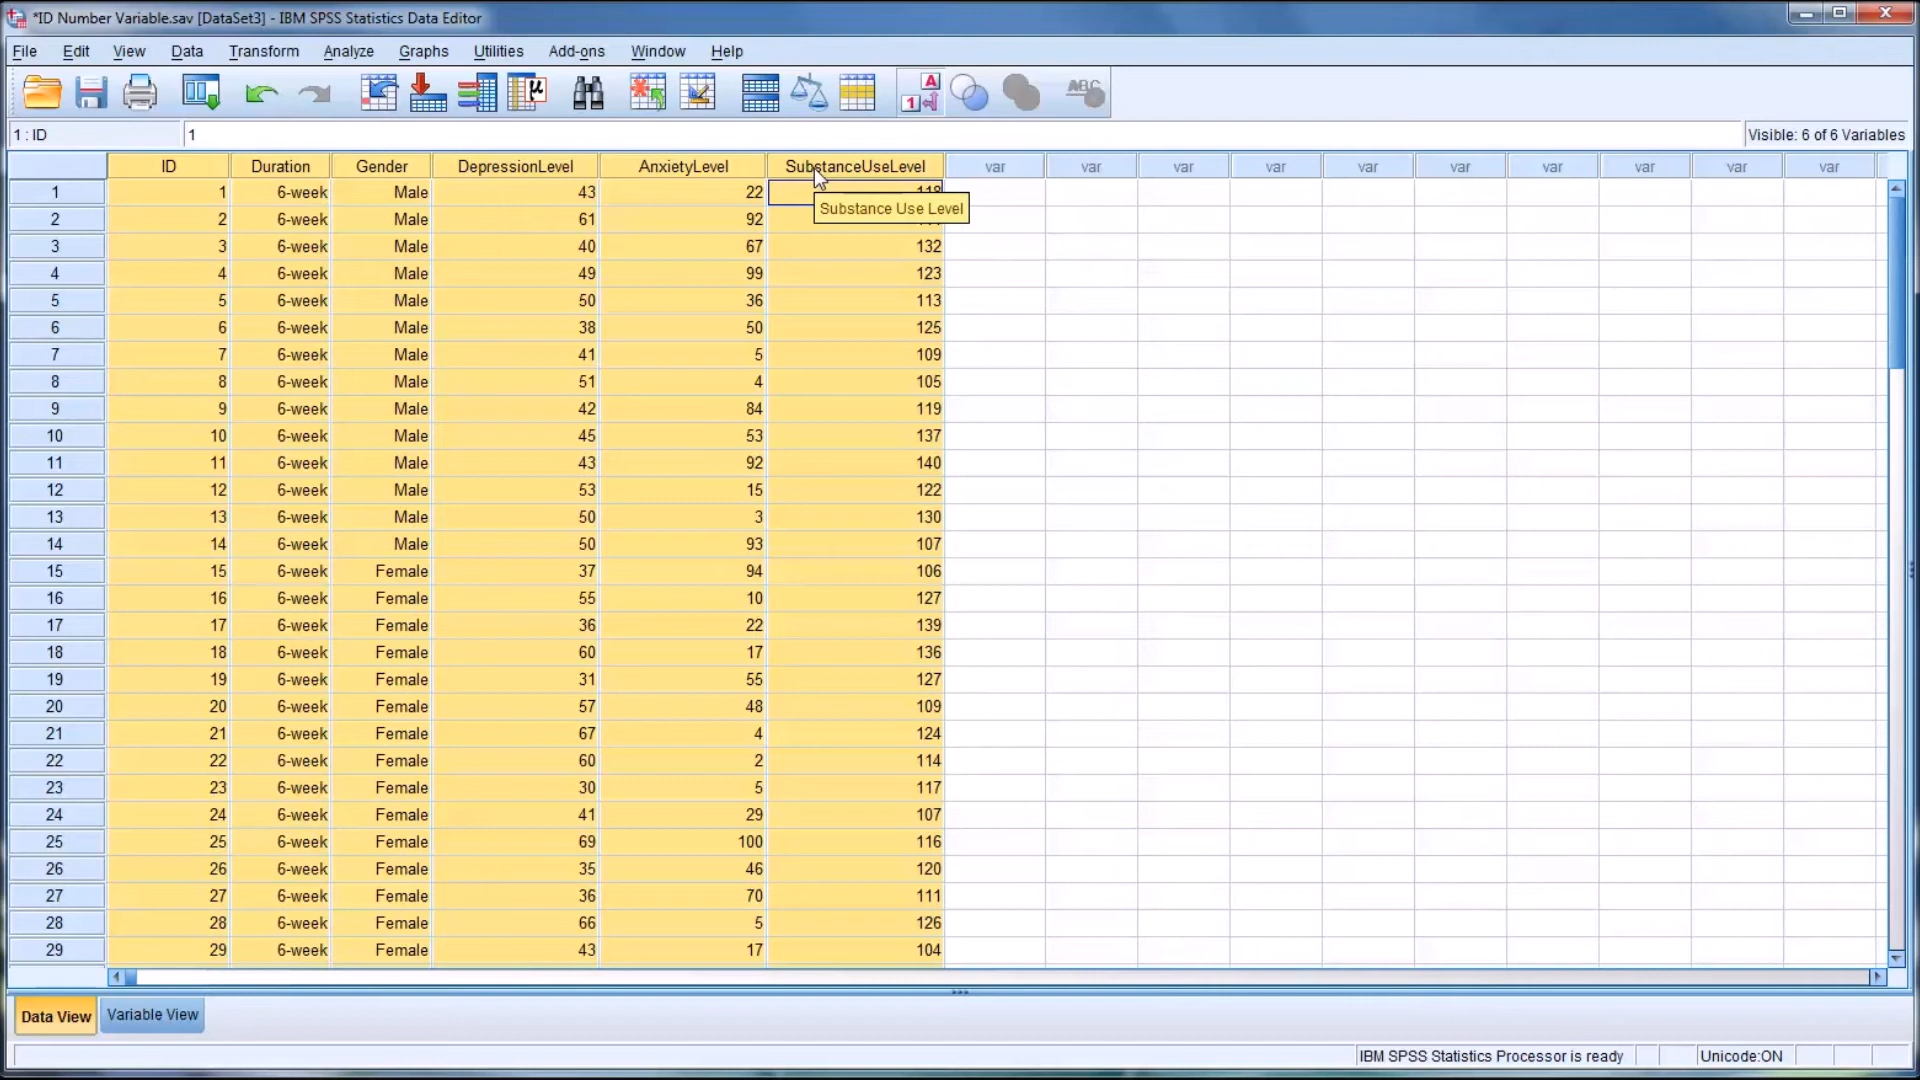 *ID Number Variable.sav [DataSet3] - IBM SPSS Statistics Data Editor
File Edit View Data Transform Analyze Graphs Utilities Add-ons Window Help
1 : ID 1 Visible: 6 of 6 Variables
ID Duration Gender DepressionLevel AnxietyLevel SubstanceUseLevel var var var var var var var var var var
1 1 6-week Male 43 22 118
Substance Use Level
2 2 6-week Male 61 92
3 3 6-week Male 40 67 132
4 4 6-week Male 49 99 123
5 5 6-week Male 50 36 113
6 6 6-week Male 38 50 125
7 7 6-week Male 41 5 109
8 8 6-week Male 51 4 105
9 9 6-week Male 42 84 119
10 10 6-week Male 45 53 137
11 11 6-week Male 43 92 140
12 12 6-week Male 53 15 122
13 13 6-week Male 50 3 130
14 14 6-week Male 50 93 107
15 15 6-week Female 37 94 106
16 16 6-week Female 55 10 127
17 17 6-week Female 36 22 139
18 18 6-week Female 60 17 136
19 19 6-week Female 31 55 127
20 20 6-week Female 57 48 109
21 21 6-week Female 67 4 124
22 22 6-week Female 60 2 114
23 23 6-week Female 30 5 117
24 24 6-week Female 41 29 107
25 25 6-week Female 69 100 116
26 26 6-week Female 35 46 120
27 27 6-week Female 36 70 111
28 28 6-week Female 66 5 126
29 29 6-week Female 43 17 104
Data View Variable View
IBM SPSS Statistics Processor is ready Unicode:ON